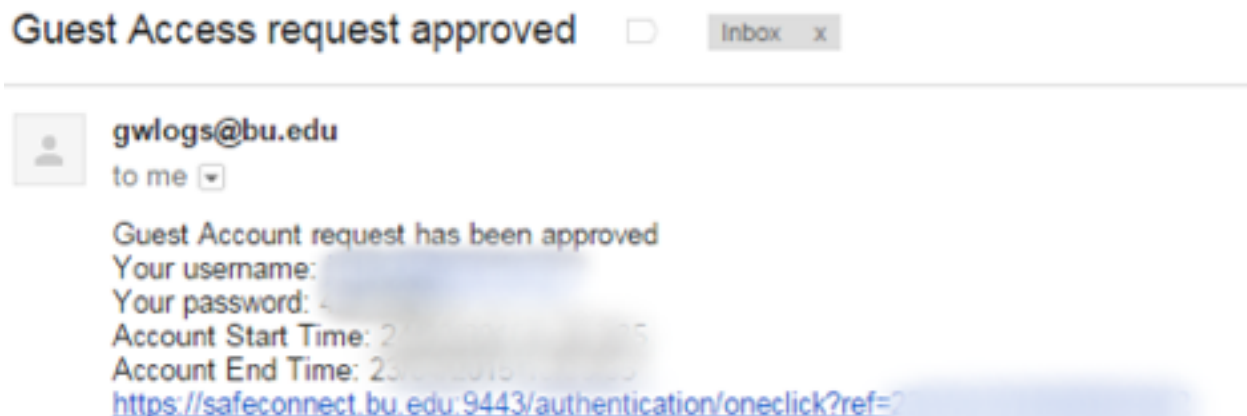 Guest Access request approved Inbox x
gwlogs@bu.edu
to me
Guest Account request has been approved
Your username:
Your password:
Account Start Time:
Account End Time:
https://safeconnect.bu.edu:9443/authentication/oneclick?ref=